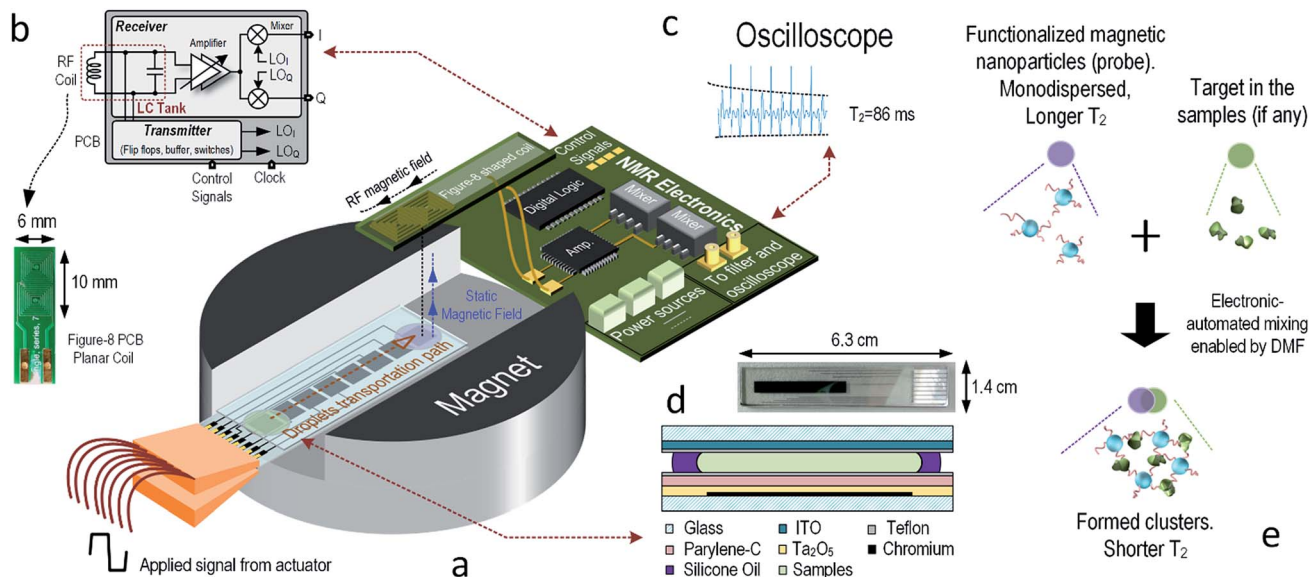 b
Receiver
Mixer
I
Amplifier
LO_I
LO_Q
RF
Coil
LC Tank
Q
PCB
Transmitter
(Flip flops, buffer, switches)
LO_I
LO_Q
Control
Signals
Clock
6 mm
10 mm
Figure-8 PCB
Planar Coil
ngle, series, 7
RF magnetic field
Figure-8 shaped coil
Control
Signals
NMR Electronics
Digital Logic
Mixer
Mixer
Amp.
Power sources
To filter and
oscilloscope
Static
Magnetic Field
Droplets transportation path
Magnet
Applied signal from actuator
a
c
Oscilloscope
T₂=86 ms
d
6.3 cm
1.4 cm
Glass
ITO
Teflon
Parylene-C
Ta₂O₅
Chromium
Silicone Oil
Samples
Functionalized magnetic
nanoparticles (probe).
Monodispersed,
Longer T₂
Target in the
samples (if any)
+
Electronic-
automated mixing
enabled by DMF
Formed clusters.
Shorter T₂
e